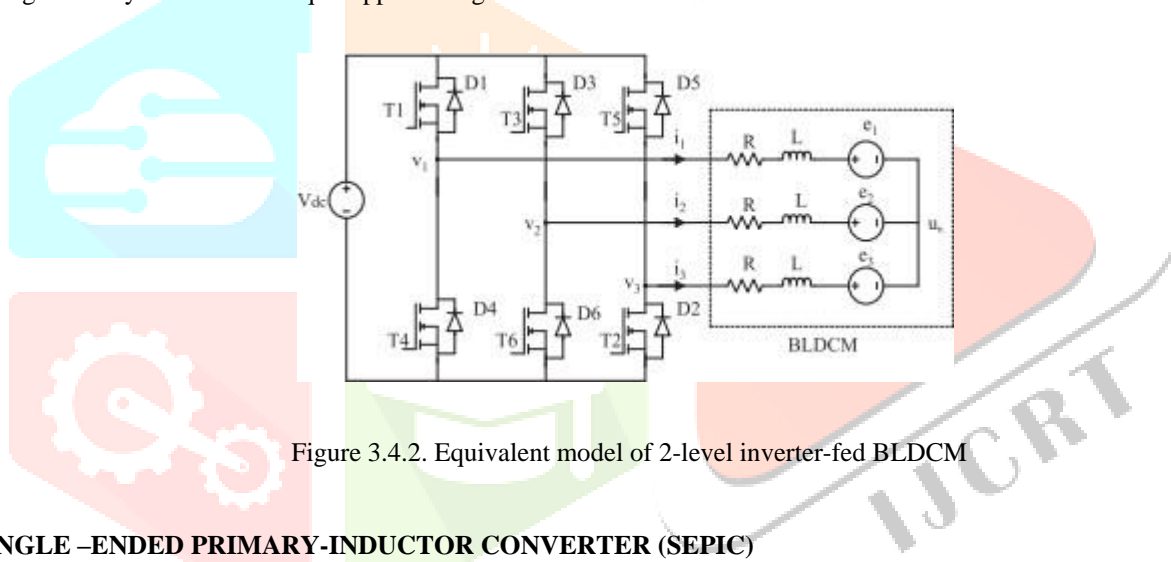 D1 D3 D5
T1 T3 T5
i₁ R L e₁
v₁
Vdc
i₂ R L e₂
v₂ uₙ
i₃ R L e₃
v₃
D4 D6 D2
T4 T6 T2
BLDCM
Figure 3.4.2. Equivalent model of 2-level inverter-fed BLDCM
IJCRT
NGLE –ENDED PRIMARY-INDUCTOR CONVERTER (SEPIC)